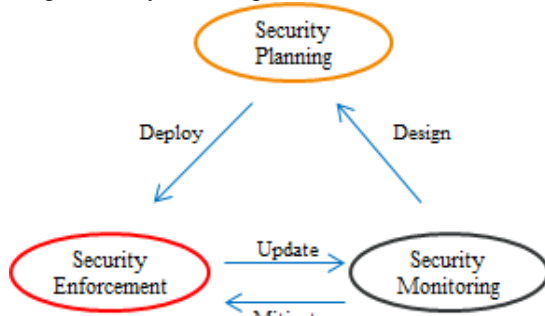 Security
Planning
Deploy
Design
Security
Enforcement
Update
Security
Monitoring